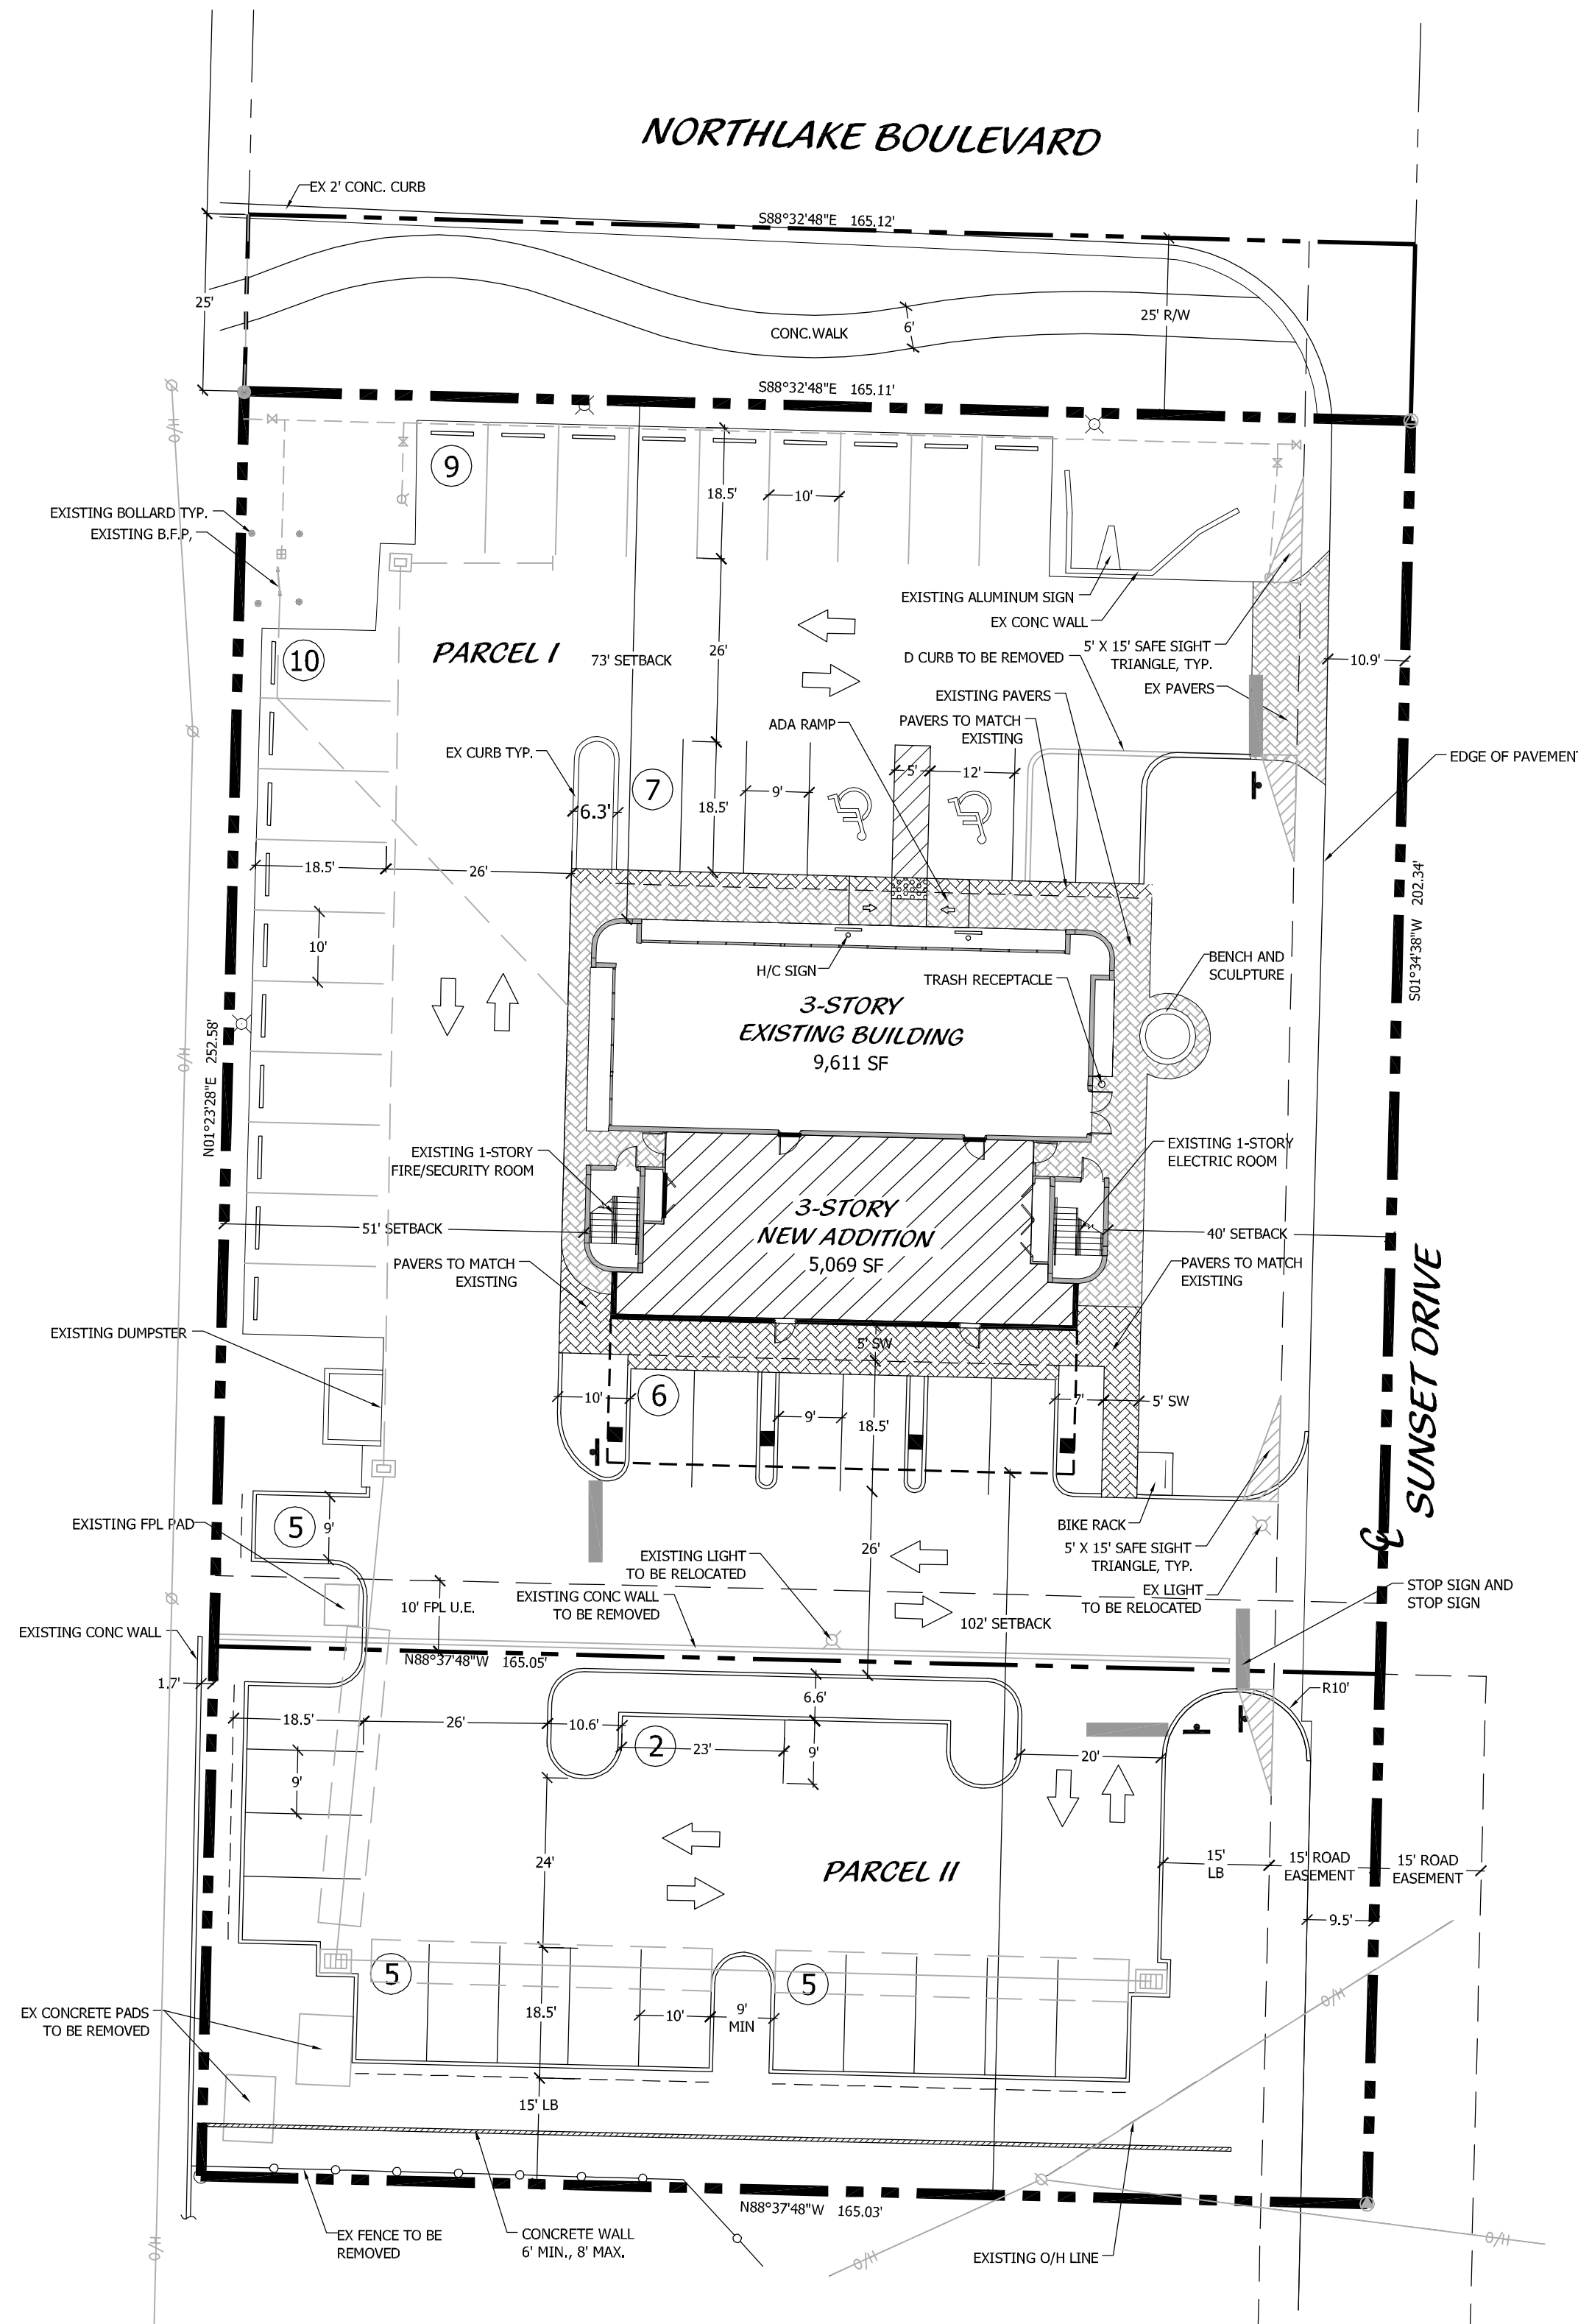 NORTHLAKE BOULEVARD
EX 2' CONC. CURB
S88°32'48"E 165.12'
25'
CONC.WALK
6'
25' R/W
S88°32'48"E 165.11'
9
18.5'
10'
EXISTING BOLLARD TYP.
EXISTING B.F.P,
O/H
EXISTING ALUMINUM SIGN
EX CONC WALL
5' X 15' SAFE SIGHT
TRIANGLE, TYP.
10
PARCEL I
73' SETBACK
26'
D CURB TO BE REMOVED
10.9'
EX PAVERS
EXISTING PAVERS
PAVERS TO MATCH
EXISTING
ADA RAMP
EX CURB TYP.
EDGE OF PAVEMENT
7
6.3'
18.5'
9'
5'
12'
18.5'
26'
S01°34'38"W 202.34'
10'
H/C SIGN
TRASH RECEPTACLE
BENCH AND
SCULPTURE
3-STORY
EXISTING BUILDING
9,611 SF
O/H
N01°23'28"E 252.58'
EXISTING 1-STORY
FIRE/SECURITY ROOM
EXISTING 1-STORY
ELECTRIC ROOM
3-STORY
NEW ADDITION
5,069 SF
51' SETBACK
40' SETBACK
PAVERS TO MATCH
EXISTING
PAVERS TO MATCH
EXISTING
EXISTING DUMPSTER
5' SW
SUNSET DRIVE
10'
6
9'
18.5'
7'
5' SW
EXISTING FPL PAD
5
9'
BIKE RACK
5' X 15' SAFE SIGHT
TRIANGLE, TYP.
26'
EXISTING LIGHT
TO BE RELOCATED
EX LIGHT
TO BE RELOCATED
STOP SIGN AND
STOP SIGN
10' FPL U.E.
EXISTING CONC WALL
TO BE REMOVED
102' SETBACK
EXISTING CONC WALL
N88°37'48"W 165.05'
1.7'
6.6'
R10'
18.5'
26'
10.6'
2
23'
9'
20'
9'
24'
PARCEL II
15'
LB
15' ROAD
EASEMENT
15' ROAD
EASEMENT
9.5'
5
5
O/H
EX CONCRETE PADS
TO BE REMOVED
18.5'
10'
9'
MIN
15' LB
N88°37'48"W 165.03'
EX FENCE TO BE
REMOVED
CONCRETE WALL
6' MIN., 8' MAX.
EXISTING O/H LINE
O/H
O/H
O/H